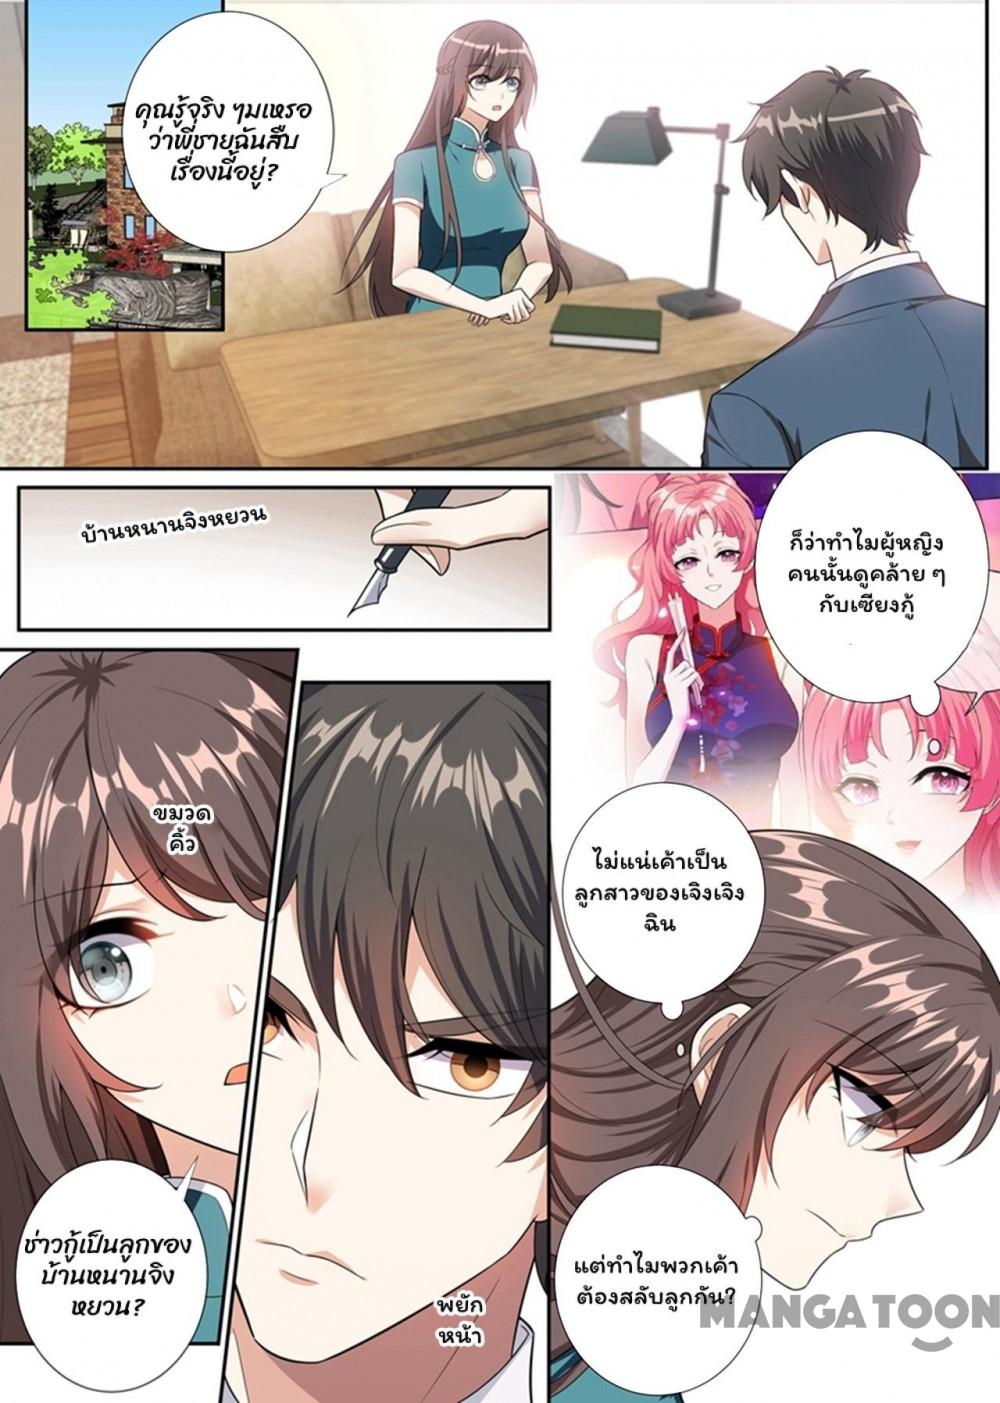 คุณรู้จริง ๆมเหรอ
ว่าพี่ชายฉันสืบ
เรื่องนี้อยู่?
บ้านหนานจิงหยวน
ก็ว่าทำไมผู้หญิง
คนนั้นดูคล้าย ๆ
กับเซียงกู้
ขมวด
คิ้ว
ไม่แน่เค้าเป็น
ลูกสาวของเจิงเจิง
ฉิน
ช่าวกู้เป็นลูกของ
บ้านหนานจิง
หยวน?
พยัก
หน้า
แต่ทำไมพวกเค้า
ต้องสลับลูกกัน?
MANGATOON